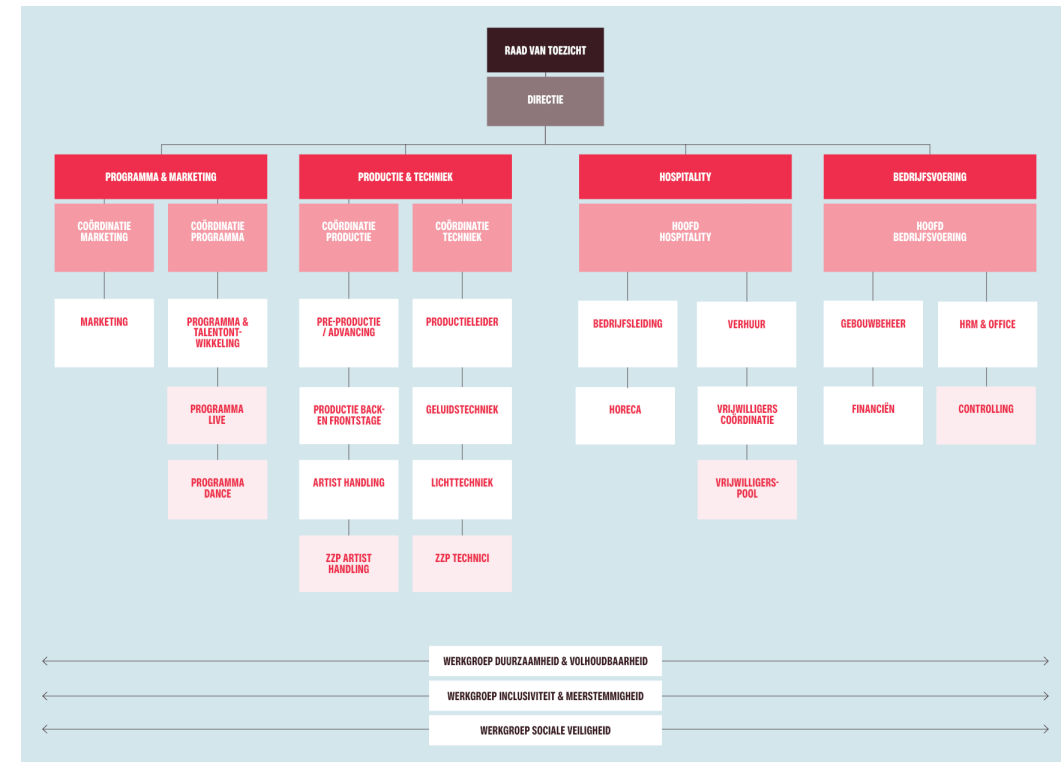 RAAD VAN TOEZICHT
DIRECTIE
PROGRAMMA & MARKETING
PRODUCTIE & TECHNIEK
HOSPITALITY
BEDRIJFSVOERING
COÖRDINATIE
MARKETING
COÖRDINATIE
PROGRAMMA
COÖRDINATIE
PRODUCTIE
COÖRDINATIE
TECHNIEK
HOOFD
HOSPITALITY
HOOFD
BEDRIJFSVOERING
MARKETING
PROGRAMMA &
TALENTONT-
WIKKELING
PRE-PRODUCTIE
/ ADVANCING
PRODUCTIELEIDER
BEDRIJFSLEIDING
VERHUUR
GEBOUWBEHEER
HRM & OFFICE
PROGRAMMA
LIVE
PRODUCTIE BACK-
EN FRONTSTAGE
GELUIDSTECHNIEK
HORECA
VRIJWILLIGERS
COÖRDINATIE
FINANCIËN
CONTROLLING
PROGRAMMA
DANCE
ARTIST HANDLING
LICHTTECHNIEK
VRIJWILLIGERS-
POOL
ZZP ARTIST
HANDLING
ZZP TECHNICI
WERKGROEP DUURZAAMHEID & VOLHOUDBAARHEID
WERKGROEP INCLUSIVITEIT & MEERSTEMMIGHEID
WERKGROEP SOCIALE VEILIGHEID